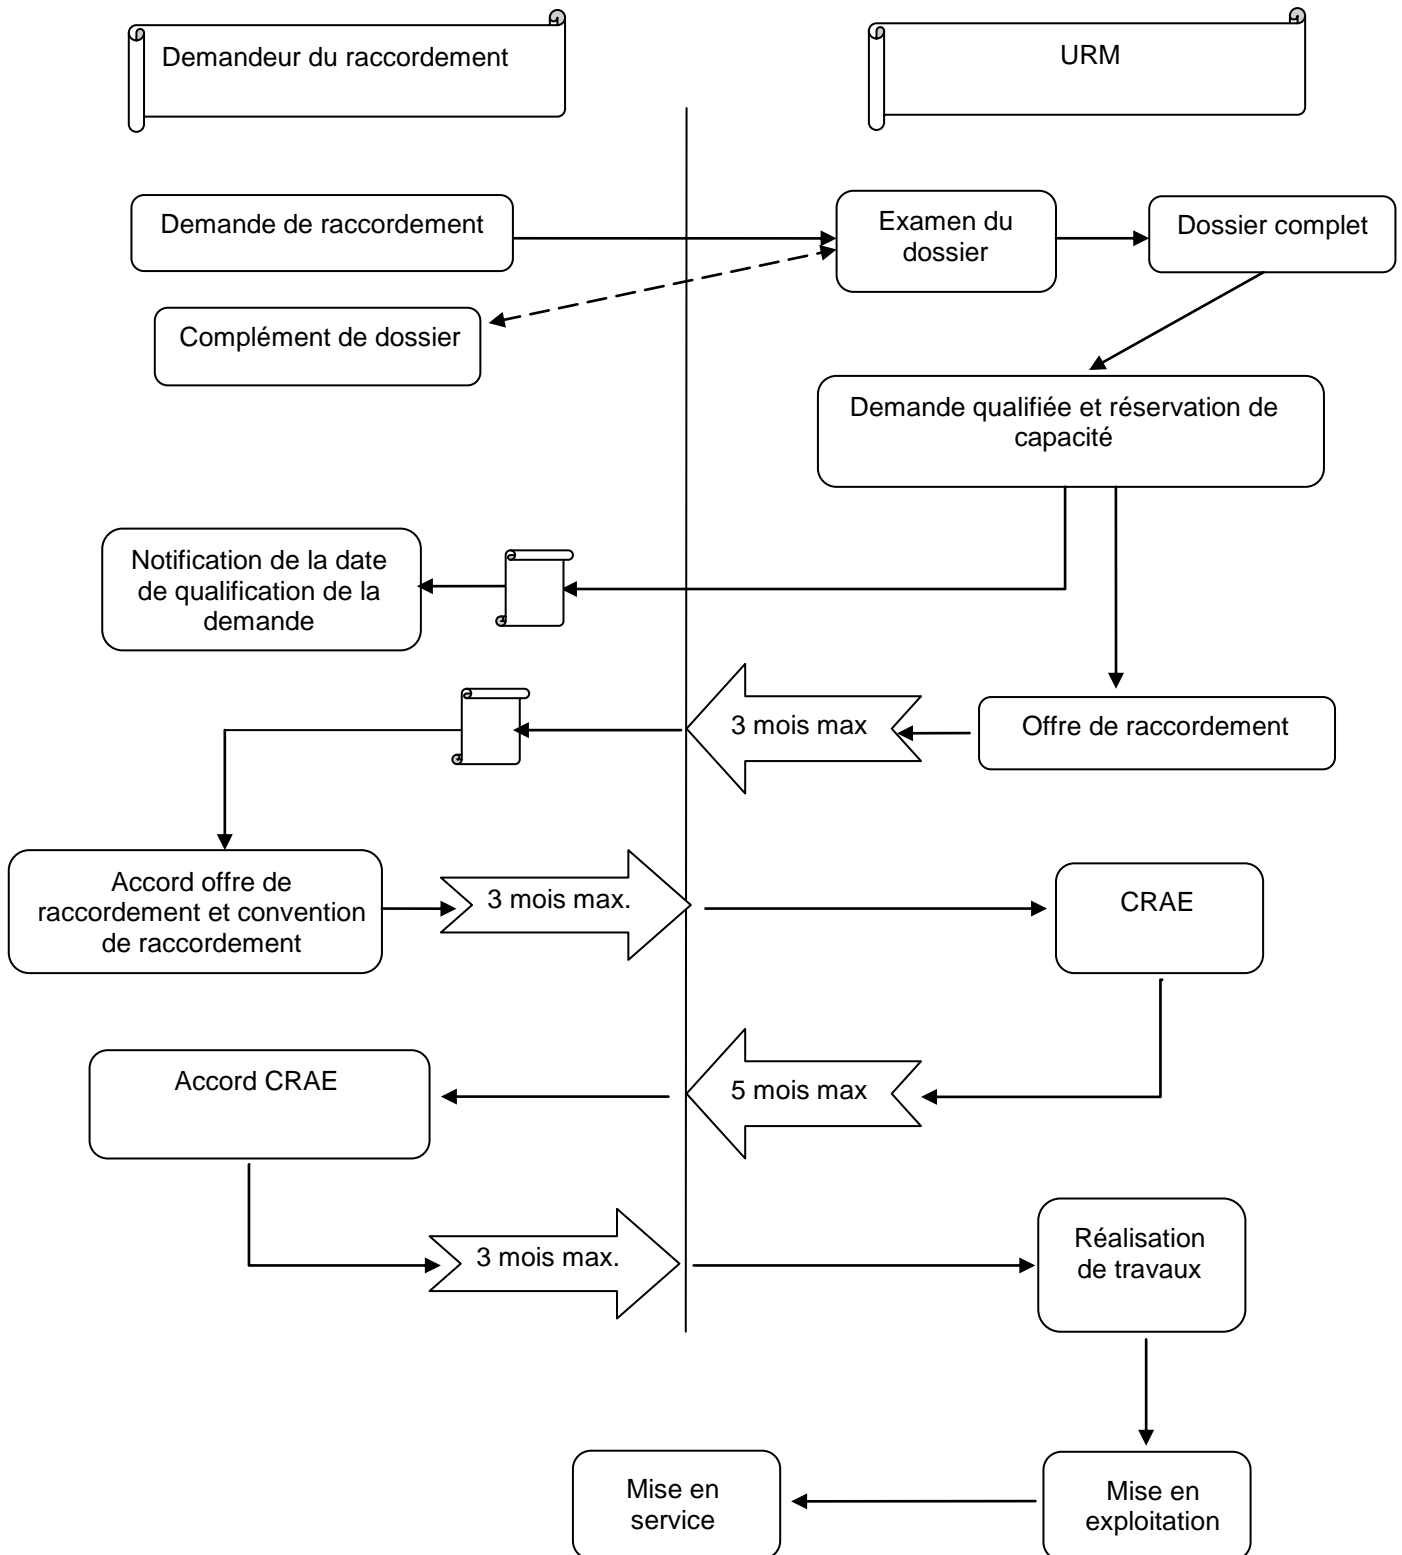 Demandeur du raccordement
URM
Demande de raccordement
Examen du
dossier
Dossier complet
Complément de dossier
Demande qualifiée et réservation de
capacité
Notification de la date
de qualification de la
demande
3 mois max
Offre de raccordement
Accord offre de
raccordement et convention
de raccordement
3 mois max.
CRAE
Accord CRAE
5 mois max
3 mois max.
Réalisation
de travaux
Mise en
service
Mise en
exploitation